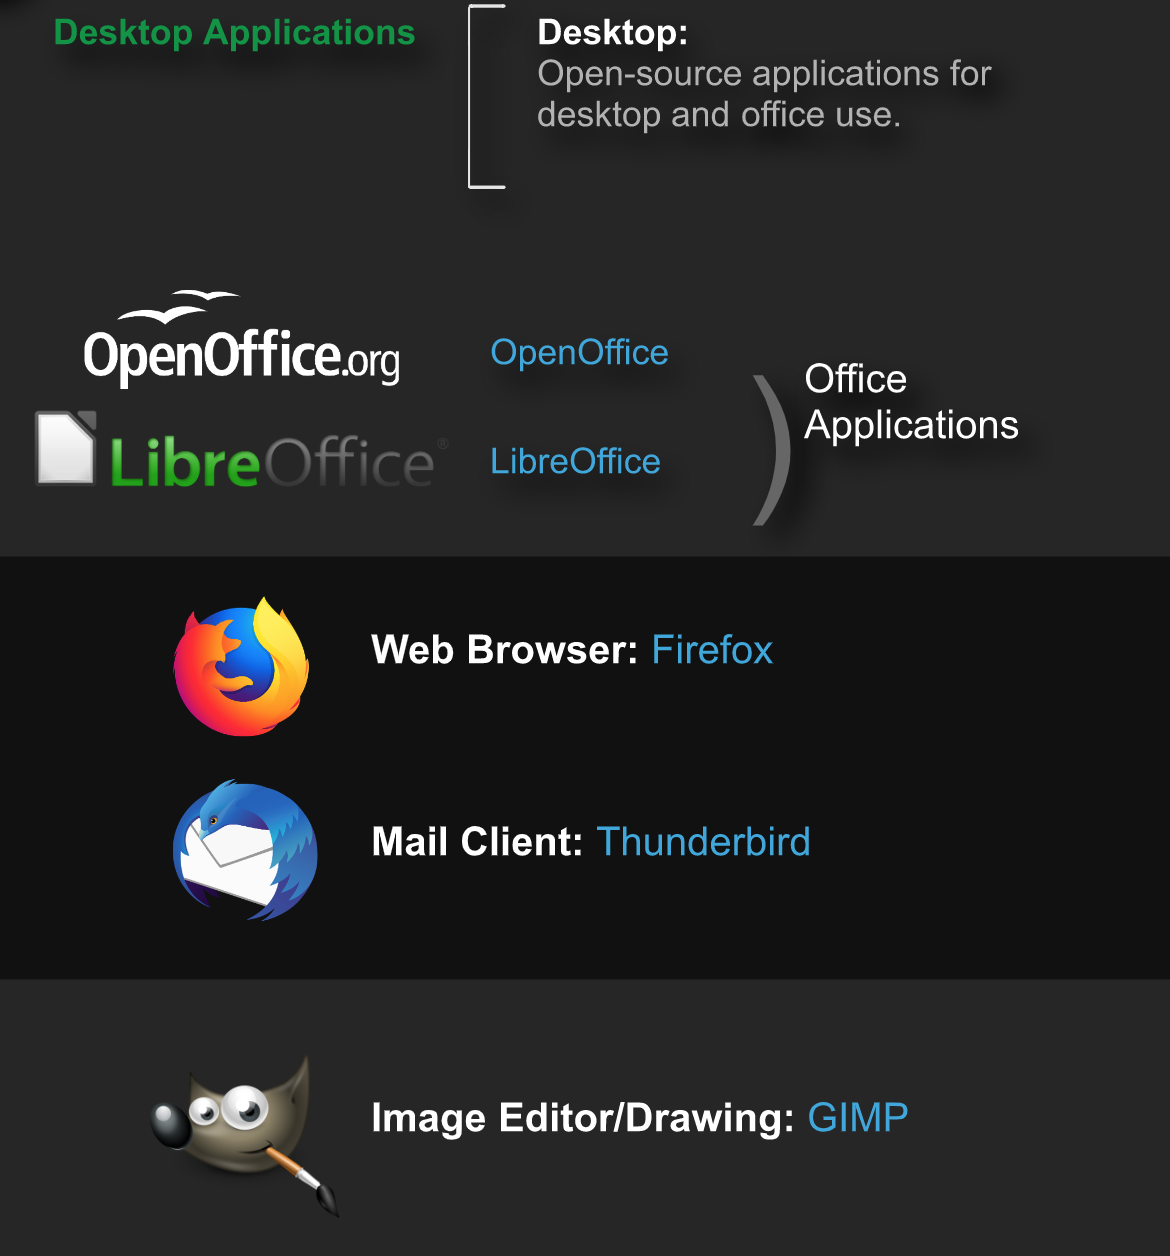 Desktop Applications
Desktop:
Open-source applications for
desktop and office use.
OpenOffice.org
OpenOffice
LibreOffice®
LibreOffice
Office
Applications
Web Browser: Firefox
Mail Client: Thunderbird
Image Editor/Drawing: GIMP